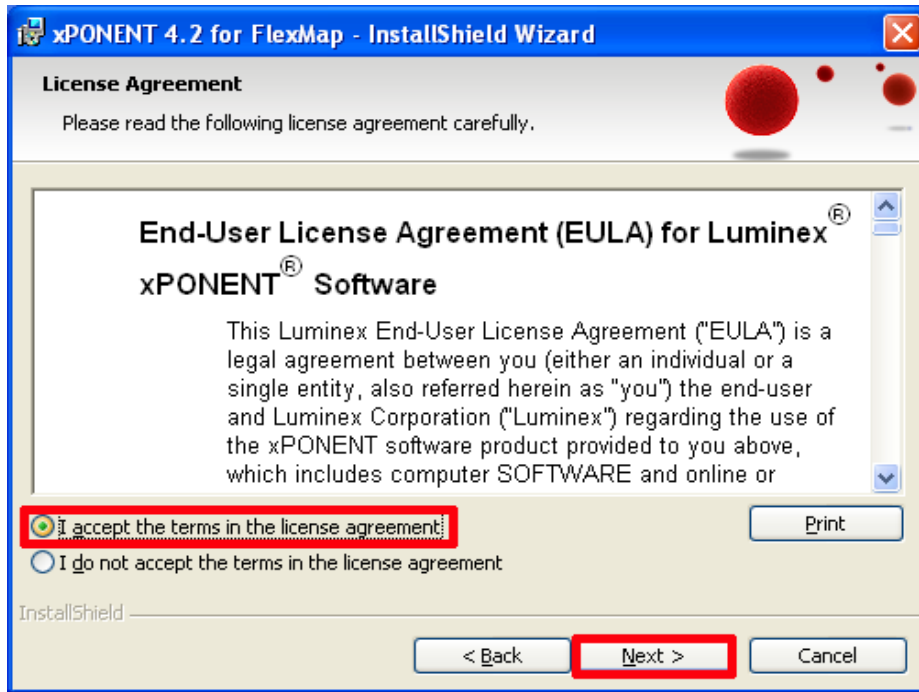 xPONENT 4.2 for FlexMap - InstallShield Wizard
License Agreement
Please read the following license agreement carefully.
End-User License Agreement (EULA) for Luminex®
xPONENT® Software
This Luminex End-User License Agreement ("EULA") is a
legal agreement between you (either an individual or a
single entity, also referred herein as "you") the end-user
and Luminex Corporation ("Luminex") regarding the use of
the xPONENT software product provided to you above,
which includes computer SOFTWARE and online or
I accept the terms in the license agreement
Print
I do not accept the terms in the license agreement
InstallShield
< Back
Next >
Cancel